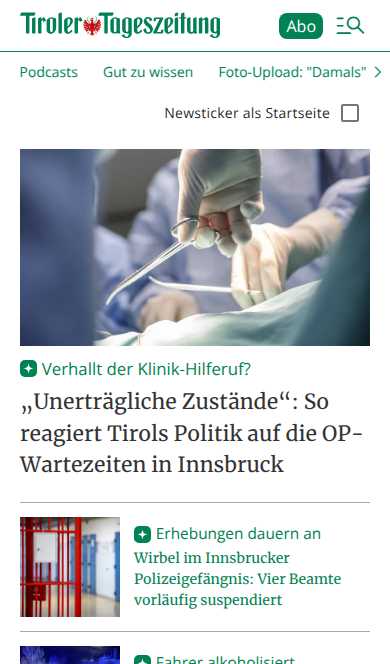 Tiroler Tageszeitung
Abo
Podcasts Gut zu wissen Foto-Upload: "Damals"
Newsticker als Startseite
Verhallt der Klinik-Hilferuf?
„Unerträgliche Zustände“: So
reagiert Tirols Politik auf die OP-
Wartezeiten in Innsbruck
Erhebungen dauern an
Wirbel im Innsbrucker
Polizeigefängnis: Vier Beamte
vorläufig suspendiert
Fahrer alkoholisiert